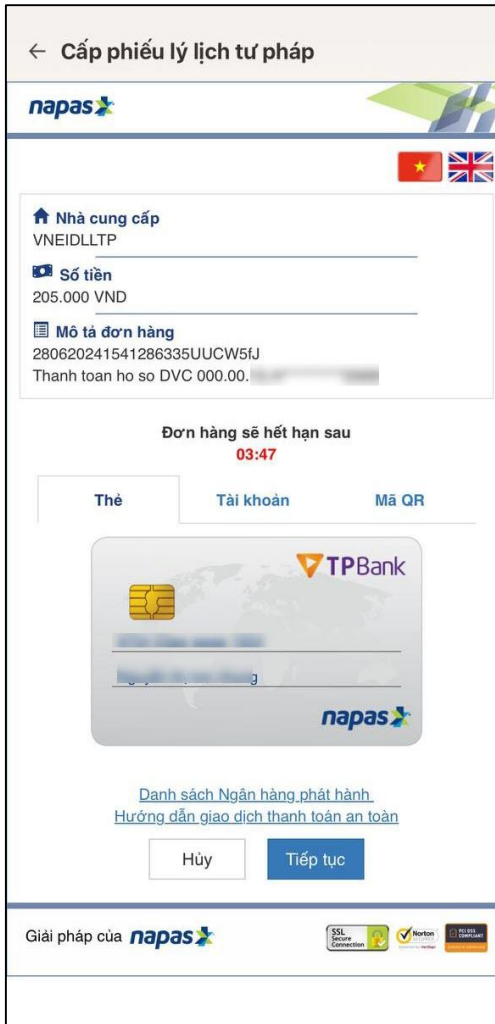 ← Cấp phiếu lý lịch tư pháp
napas
Nhà cung cấp
VNEIDLLTP
Số tiền
205.000 VND
Mô tả đơn hàng
280620241541286335UUCW5fJ
Thanh toan ho so DVC 000.00.
Đơn hàng sẽ hết hạn sau
03:47
Thẻ Tài khoản Mã QR
TPBank
napas
Danh sách Ngân hàng phát hành
Hướng dẫn giao dịch thanh toán an toàn
Hủy Tiếp tục
Giải pháp của napas
SSL
Secure
Connection
Norton
PCI DSS
COMPLIANT